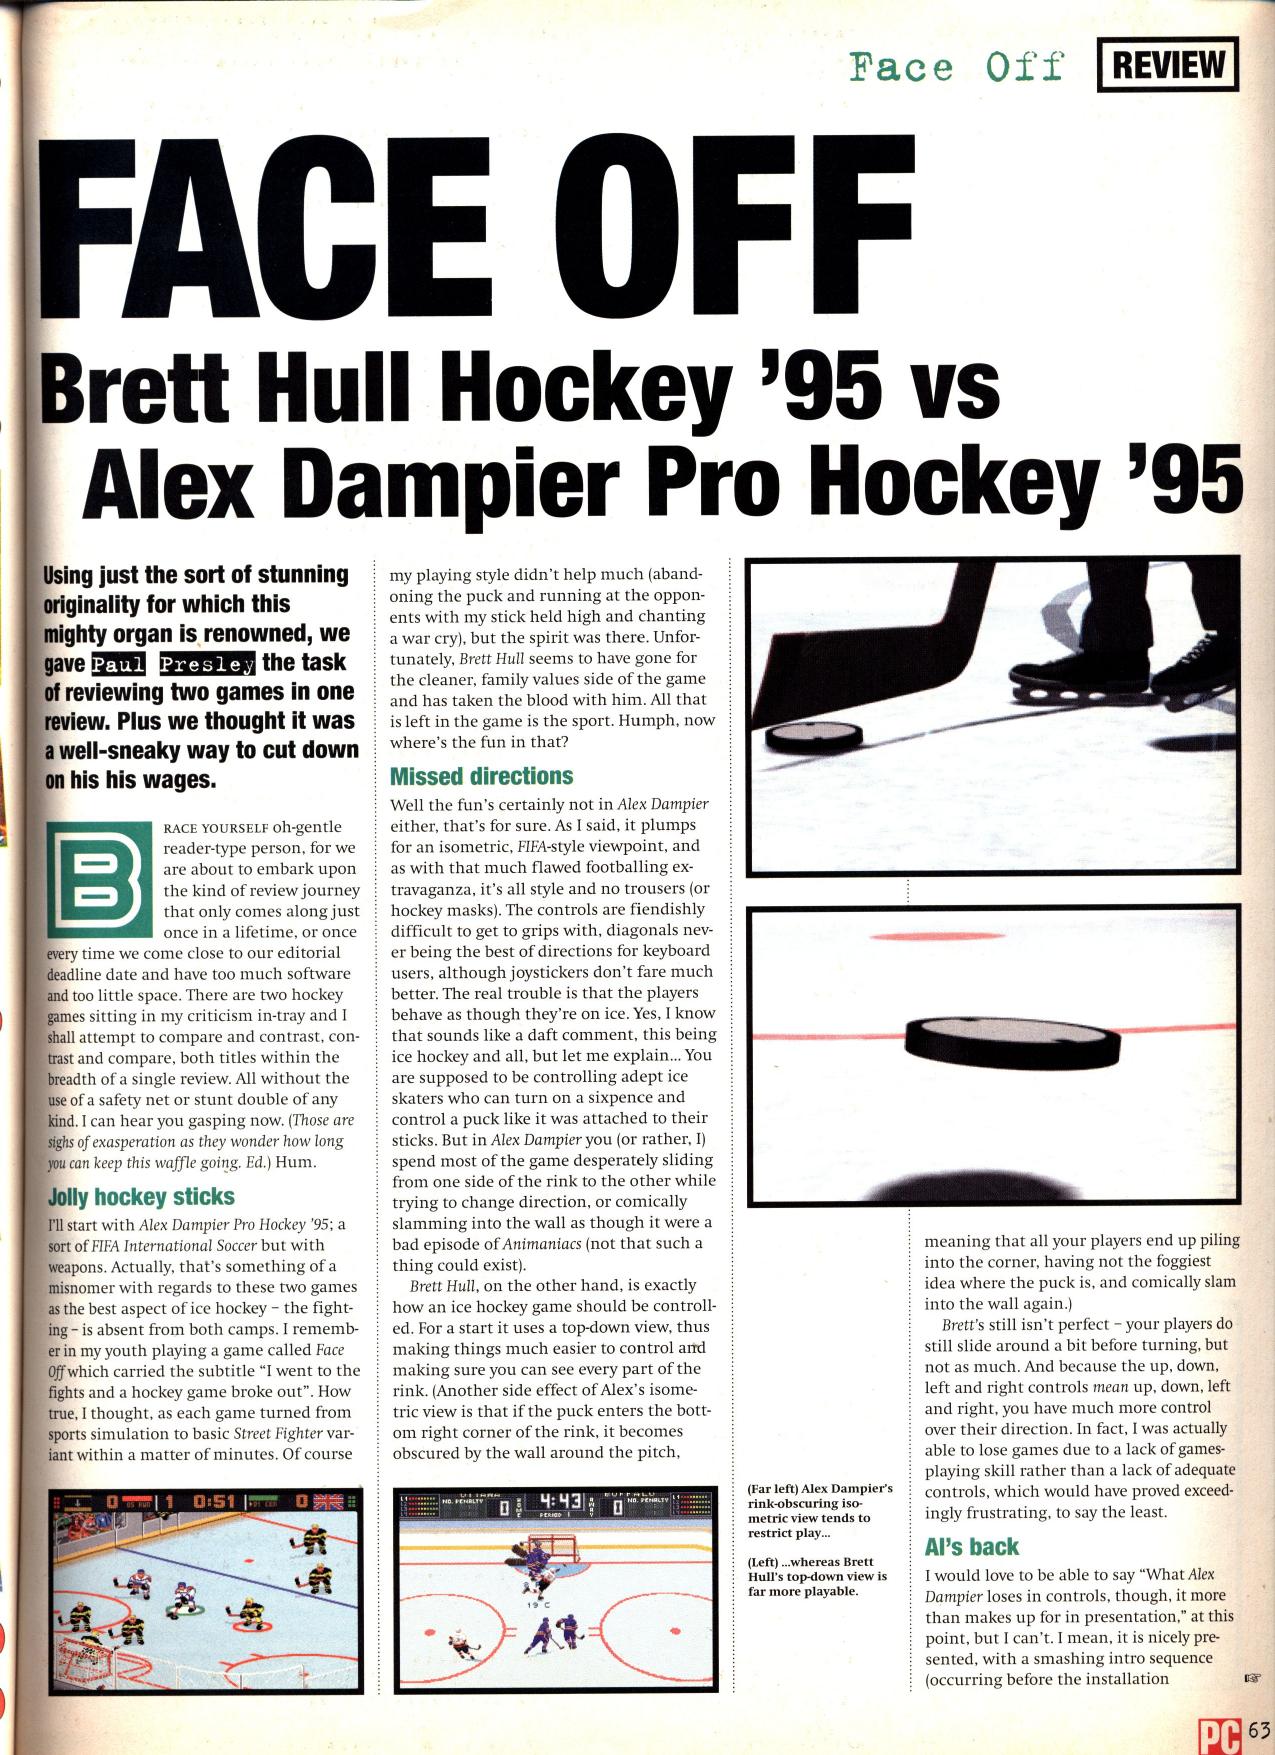 Face Off REVIEW
FACE OFF
Brett Hull Hockey ’95 vs
Alex Dampier Pro Hockey ’95
Using just the sort of stunning
originality for which this
mighty organ is renowned, we
gave Paul Presley the task
of reviewing two games in one
review. Plus we thought it was
a well-sneaky way to cut down
on his his wages.
BRACE YOURSELF oh-gentle
reader-type person, for we
are about to embark upon
the kind of review journey
that only comes along just
once in a lifetime, or once
every time we come close to our editorial
deadline date and have too much software
and too little space. There are two hockey
games sitting in my criticism in-tray and I
shall attempt to compare and contrast, con-
trast and compare, both titles within the
breadth of a single review. All without the
use of a safety net or stunt double of any
kind. I can hear you gasping now. (Those are
sighs of exasperation as they wonder how long
you can keep this waffle going. Ed.) Hum.
Jolly hockey sticks
I'll start with Alex Dampier Pro Hockey '95; a
sort of FIFA International Soccer but with
weapons. Actually, that's something of a
misnomer with regards to these two games
as the best aspect of ice hockey – the fight-
ing – is absent from both camps. I rememb-
er in my youth playing a game called Face
Off which carried the subtitle “I went to the
fights and a hockey game broke out”. How
true, I thought, as each game turned from
sports simulation to basic Street Fighter var-
iant within a matter of minutes. Of course
my playing style didn't help much (aband-
oning the puck and running at the oppon-
ents with my stick held high and chanting
a war cry), but the spirit was there. Unfor-
tunately, Brett Hull seems to have gone for
the cleaner, family values side of the game
and has taken the blood with him. All that
is left in the game is the sport. Humph, now
where's the fun in that?
Missed directions
Well the fun's certainly not in Alex Dampier
either, that's for sure. As I said, it plumps
for an isometric, FIFA-style viewpoint, and
as with that much flawed footballing ex-
travaganza, it's all style and no trousers (or
hockey masks). The controls are fiendishly
difficult to get to grips with, diagonals nev-
er being the best of directions for keyboard
users, although joystickers don't fare much
better. The real trouble is that the players
behave as though they're on ice. Yes, I know
that sounds like a daft comment, this being
ice hockey and all, but let me explain... You
are supposed to be controlling adept ice
skaters who can turn on a sixpence and
control a puck like it was attached to their
sticks. But in Alex Dampier you (or rather, I)
spend most of the game desperately sliding
from one side of the rink to the other while
trying to change direction, or comically
slamming into the wall as though it were a
bad episode of Animaniacs (not that such a
thing could exist).
Brett Hull, on the other hand, is exactly
how an ice hockey game should be controll-
ed. For a start it uses a top-down view, thus
making things much easier to control and
making sure you can see every part of the
rink. (Another side effect of Alex's isome-
tric view is that if the puck enters the bott-
om right corner of the rink, it becomes
obscured by the wall around the pitch,
meaning that all your players end up piling
into the corner, having not the foggiest
idea where the puck is, and comically slam
into the wall again.)
Brett's still isn't perfect – your players do
still slide around a bit before turning, but
not as much. And because the up, down,
left and right controls mean up, down, left
and right, you have much more control
over their direction. In fact, I was actually
able to lose games due to a lack of games-
playing skill rather than a lack of adequate
controls, which would have proved exceed-
ingly frustrating, to say the least.
Al's back
I would love to be able to say “What Alex
Dampier loses in controls, though, it more
than makes up for in presentation,” at this
point, but I can't. I mean, it is nicely pre-
sented, with a smashing intro sequence
(occurring before the installation
0 1 0:51 0
OTTAWA BUFFALO
NO. PENALTY 0 HOME 4:43 AWAY 0 NO. PENALTY
PERIOD 1
19 C
(Far left) Alex Dampier's
rink-obscuring iso-
metric view tends to
restrict play...
(Left) ...whereas Brett
Hull's top-down view is
far more playable.
PC 63